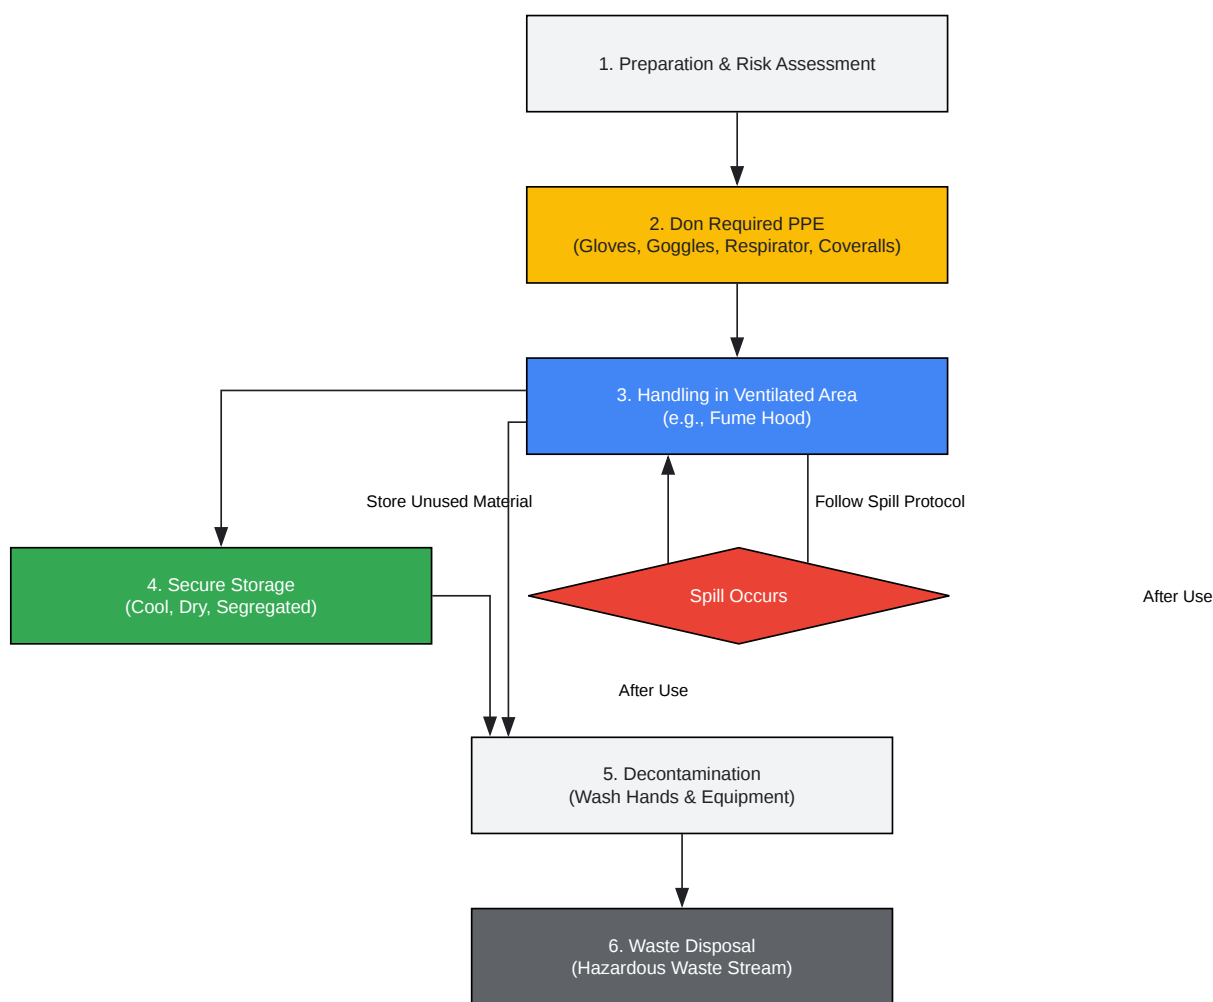 1. Preparation & Risk Assessment
2. Don Required PPE
(Gloves, Goggles, Respirator, Coveralls)
3. Handling in Ventilated Area
(e.g., Fume Hood)
Store Unused Material
Follow Spill Protocol
4. Secure Storage
(Cool, Dry, Segregated)
Spill Occurs
After Use
After Use
5. Decontamination
(Wash Hands & Equipment)
6. Waste Disposal
(Hazardous Waste Stream)